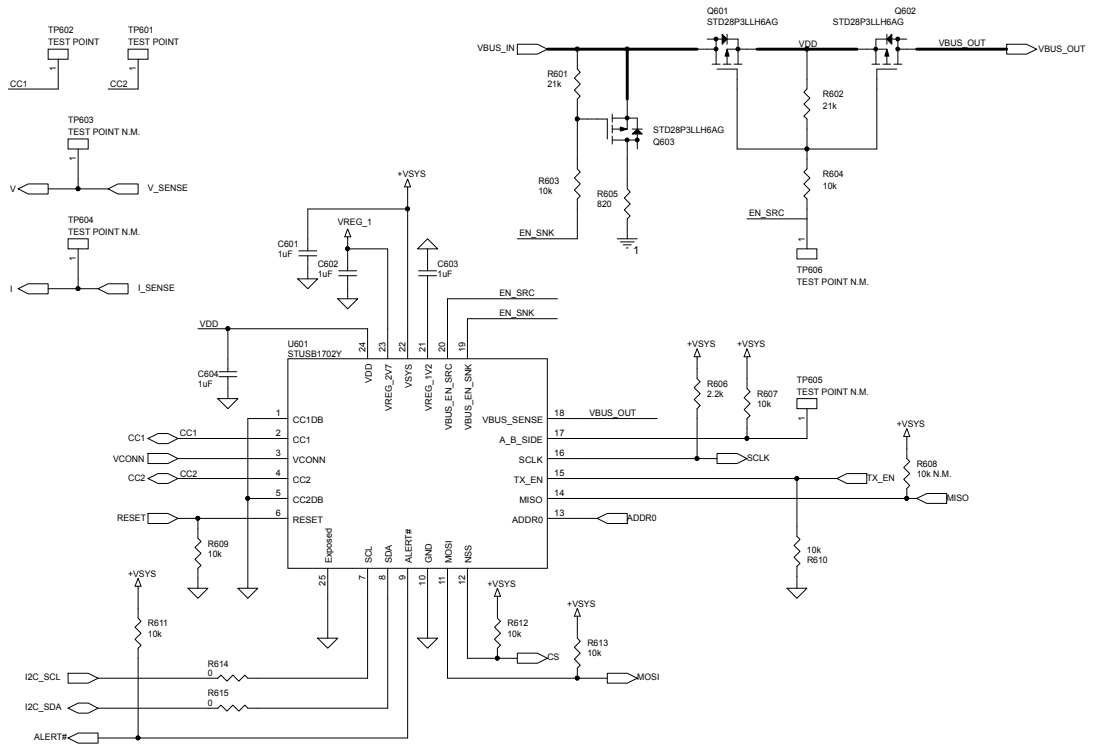 TP602
TEST POINT
1
CC1
TP601
TEST POINT
1
CC2
TP603
TEST POINT N.M.
1
V
V_SENSE
TP604
TEST POINT N.M.
1
I
I_SENSE
Q601
STD28P3LLH6AG
Q602
STD28P3LLH6AG
VBUS_IN
VDD
VBUS_OUT
VBUS_OUT
R601
21k
R602
21k
STD28P3LLH6AG
Q603
R603
10k
R605
820
R604
10k
EN_SNK
1
EN_SRC
1
TP606
TEST POINT N.M.
+VSYS
VREG_1
C601
1uF
C602
1uF
C603
1uF
EN_SRC
EN_SNK
VDD
C604
1uF
U601
STUSB1702Y
24
23
22
21
20
19
VDD
VREG_2V7
VSYS
VREG_1V2
VBUS_EN_SRC
VBUS_EN_SNK
1
CC1DB
CC1
CC1
2
CC1
VCONN
3
VCONN
CC2
CC2
4
CC2
5
CC2DB
RESET
6
RESET
VBUS_SENSE
18
VBUS_OUT
A_B_SIDE
17
SCLK
16
SCLK
TX_EN
15
TX_EN
MISO
14
MISO
ADDR0
13
ADDR0
+VSYS
R606
2.2k
+VSYS
R607
10k
TP605
TEST POINT N.M.
1
+VSYS
R608
10k N.M.
10k
R610
Exposed
SCL
SDA
ALERT#
GND
MOSI
NSS
25
7
8
9
10
11
12
R609
10k
+VSYS
R611
10k
+VSYS
R612
10k
+VSYS
R613
10k
CS
MOSI
I2C_SCL
R614
0
I2C_SDA
R615
0
ALERT#